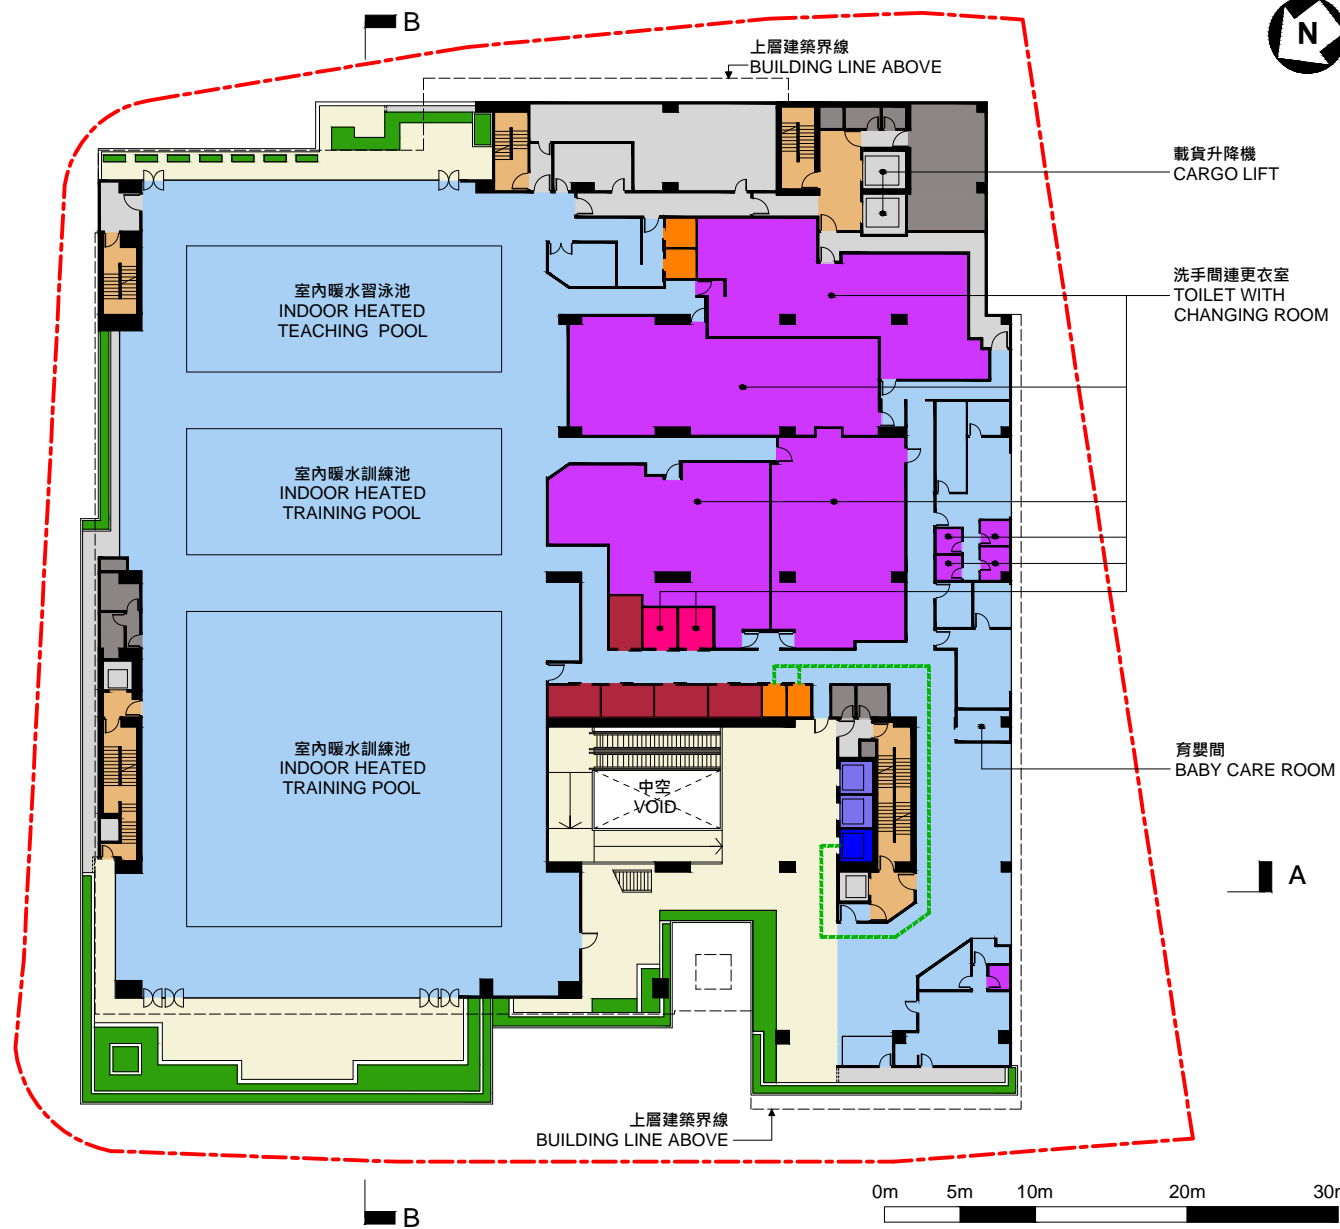 B
N
上層建築界線
BUILDING LINE ABOVE
載貨升降機
CARGO LIFT
洗手間連更衣室
TOILET WITH
CHANGING ROOM
室內暖水習泳池
INDOOR HEATED
TEACHING POOL
室內暖水訓練池
INDOOR HEATED
TRAINING POOL
室內暖水訓練池
INDOOR HEATED
TRAINING POOL
中空
VOID
育嬰間
BABY CARE ROOM
A
上層建築界線
BUILDING LINE ABOVE
0m 5m 10m 20m 30m
B